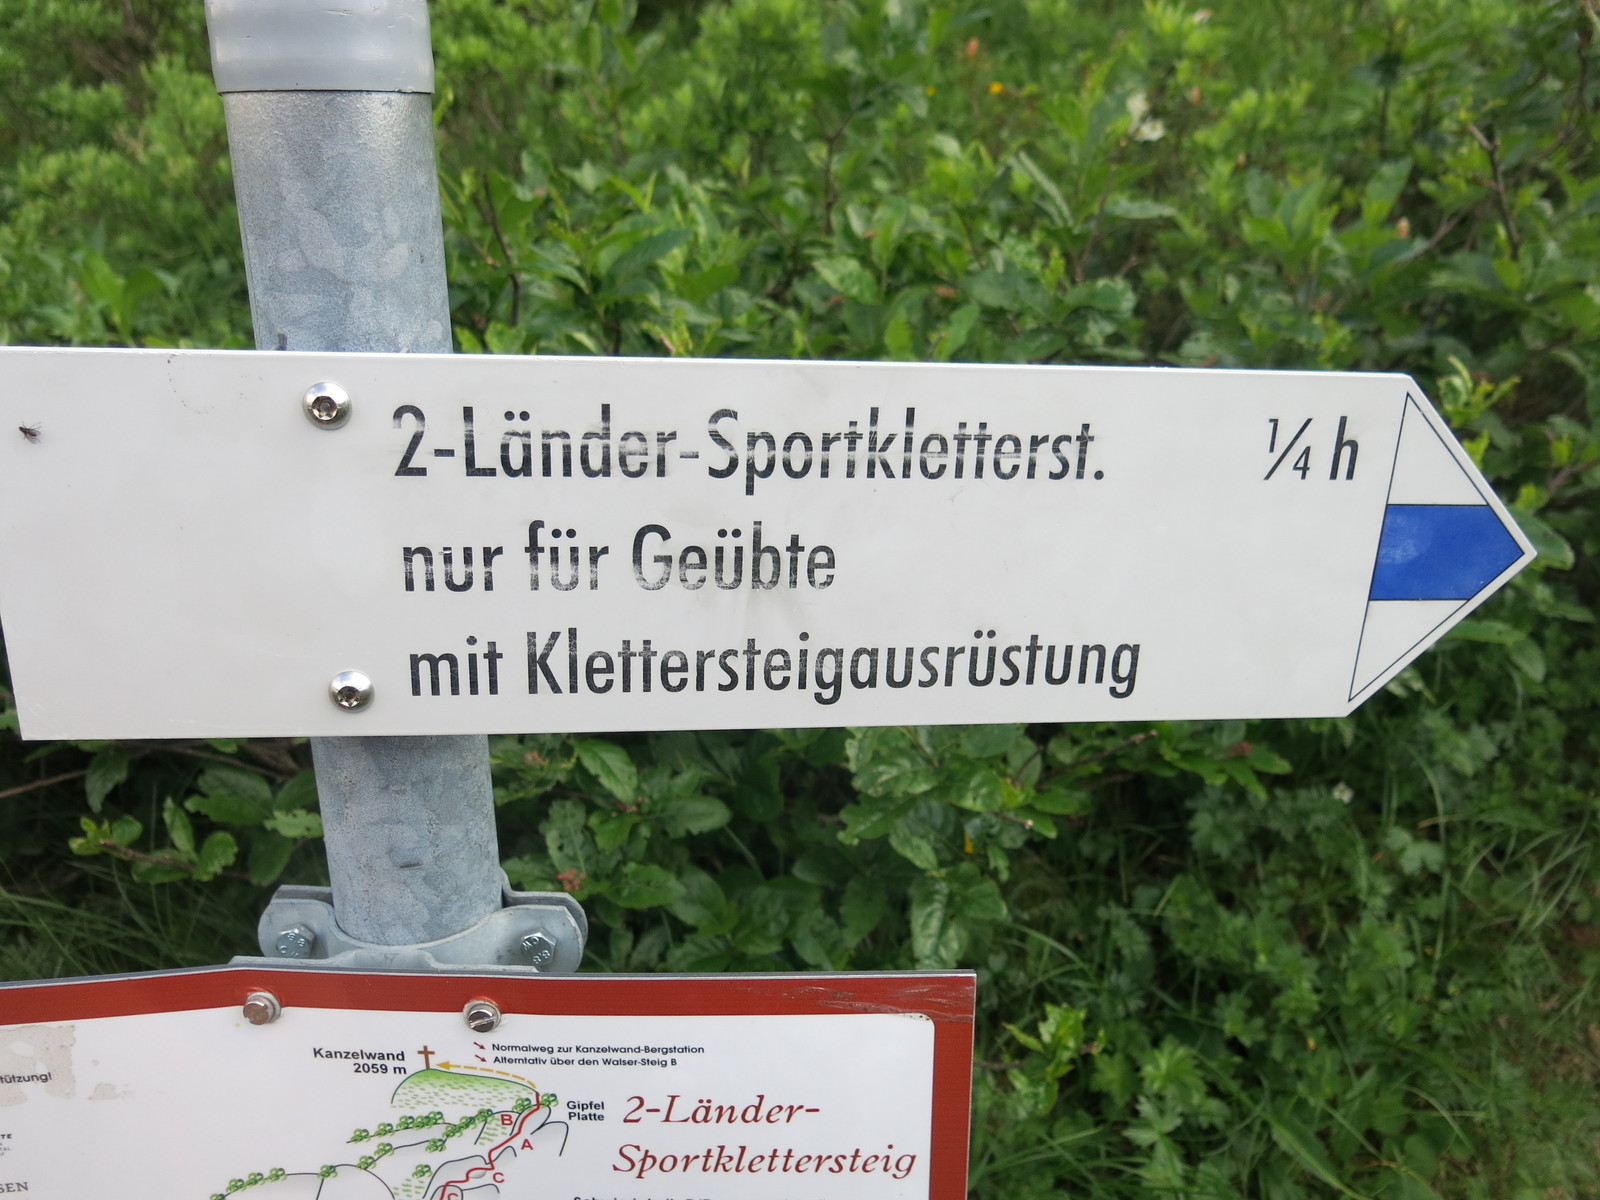 2-Länder-Sportkletterst. 1/4 h
nur für Geübte
mit Klettersteigausrüstung
Kanzelwand
2059 m
Normalweg zur Kanzelwand-Bergstation
Alterntativ über den Walser-Steig B
Gipfel
Platte
2-Länder-
Sportklettersteig
B
A
C
C